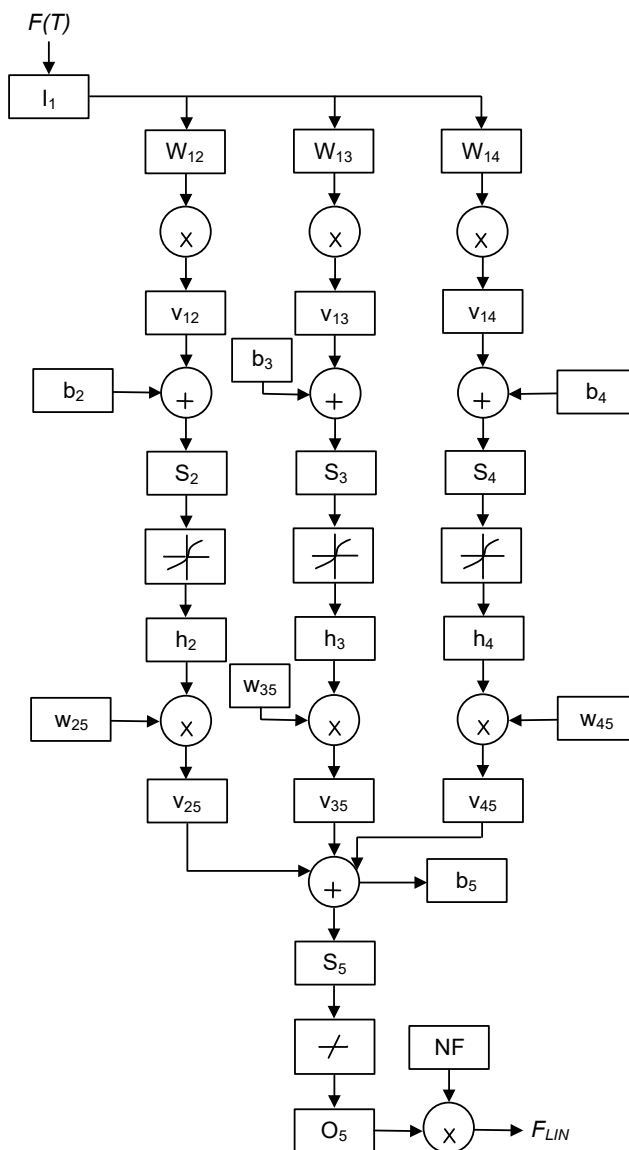 F(T)
I₁
W₁₂ W₁₃ W₁₄
× × ×
v₁₂ v₁₃ v₁₄
b₂ + b₃ + + b₄
S₂ S₃ S₄
h₂ h₃ h₄
w₂₅ × w₃₅ × × w₄₅
v₂₅ v₃₅ v₄₅
+ b₅
S₅
NF
O₅ × F_LIN